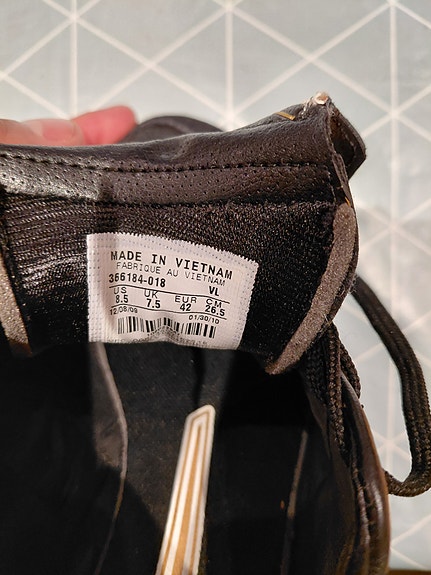 MADE IN VIETNAM
FABRIQUE AU VIETNAM
366184-018 VL
US UK EUR CM
8.5 7.5 42 26.5
12/08/09 01/30/10